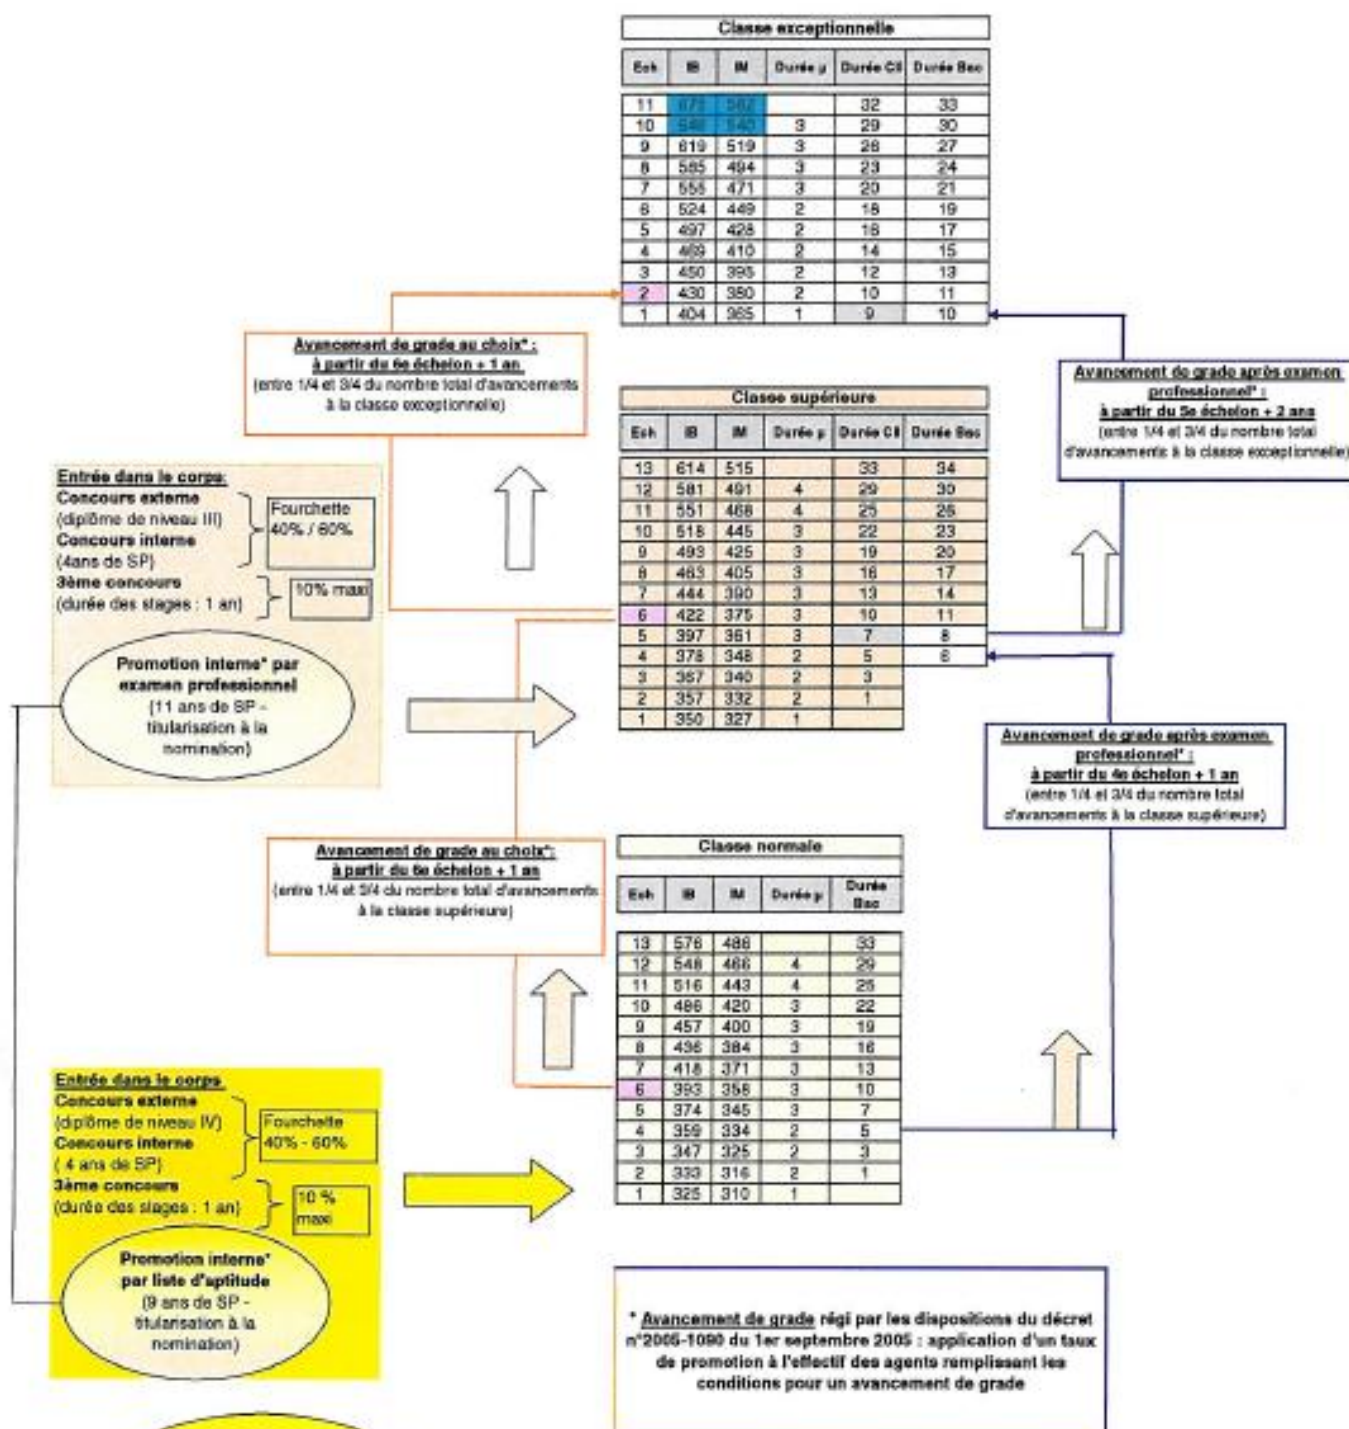 Classe exceptionnelle
Ech IB IM Durée µ Durée CII Durée Bac
11 675 562 32 33
10 540 3 29 30
9 619 519 3 26 27
8 585 494 3 23 24
7 555 471 3 20 21
6 524 449 2 18 19
5 497 428 2 16 17
4 469 410 2 14 15
3 450 395 2 12 13
2 430 380 2 10 11
1 404 365 1 9 10
Avancement de grade au choix* :
à partir du 6e échelon + 1 an
(entre 1/4 et 3/4 du nombre total d'avancements
à la classe exceptionnelle)
Avancement de grade après examen
professionnel* :
à partir du 5e échelon + 2 ans
(entre 1/4 et 3/4 du nombre total
d'avancements à la classe exceptionnelle)
Classe supérieure
Ech IB IM Durée µ Durée CII Durée Bac
13 614 515 33 34
12 581 491 4 29 30
11 551 468 4 25 26
10 518 445 3 22 23
9 493 425 3 19 20
8 463 405 3 16 17
7 444 390 3 13 14
6 422 375 3 10 11
5 397 361 3 7 8
4 378 348 2 5 6
3 367 340 2 3
2 357 332 2 1
1 350 327 1
Entrée dans le corps:
Concours externe
(diplôme de niveau III)
Concours interne
(4ans de SP)
3ème concours
(durée des stages : 1 an)
Fourchette
40% / 60%
10% maxi
Promotion interne* par
examen professionnel
(11 ans de SP -
titularisation à la
nomination)
Avancement de grade après examen
professionnel* :
à partir du 4e échelon + 1 an
(entre 1/4 et 3/4 du nombre total
d'avancements à la classe supérieure)
Avancement de grade au choix*:
à partir du 6e échelon + 1 an
(entre 1/4 et 3/4 du nombre total d'avancements
à la classe supérieure)
Classe normale
Ech IB IM Durée µ Durée
Bac
13 576 486 33
12 548 466 4 29
11 516 443 4 25
10 486 420 3 22
9 457 400 3 19
8 436 384 3 16
7 418 371 3 13
6 393 358 3 10
5 374 345 3 7
4 359 334 2 5
3 347 325 2 3
2 333 316 2 1
1 325 310 1
Entrée dans le corps
Concours externe
(diplôme de niveau IV)
Concours interne
( 4 ans de SP)
3ème concours
(durée des stages : 1 an)
Fourchette
40% - 60%
10 %
maxi
Promotion interne*
par liste d'aptitude
(9 ans de SP -
titularisation à la
nomination)
* Avancement de grade régi par les dispositions du décret
n°2005-1090 du 1er septembre 2005 : application d'un taux
de promotion à l'effectif des agents remplissant les
conditions pour un avancement de grade